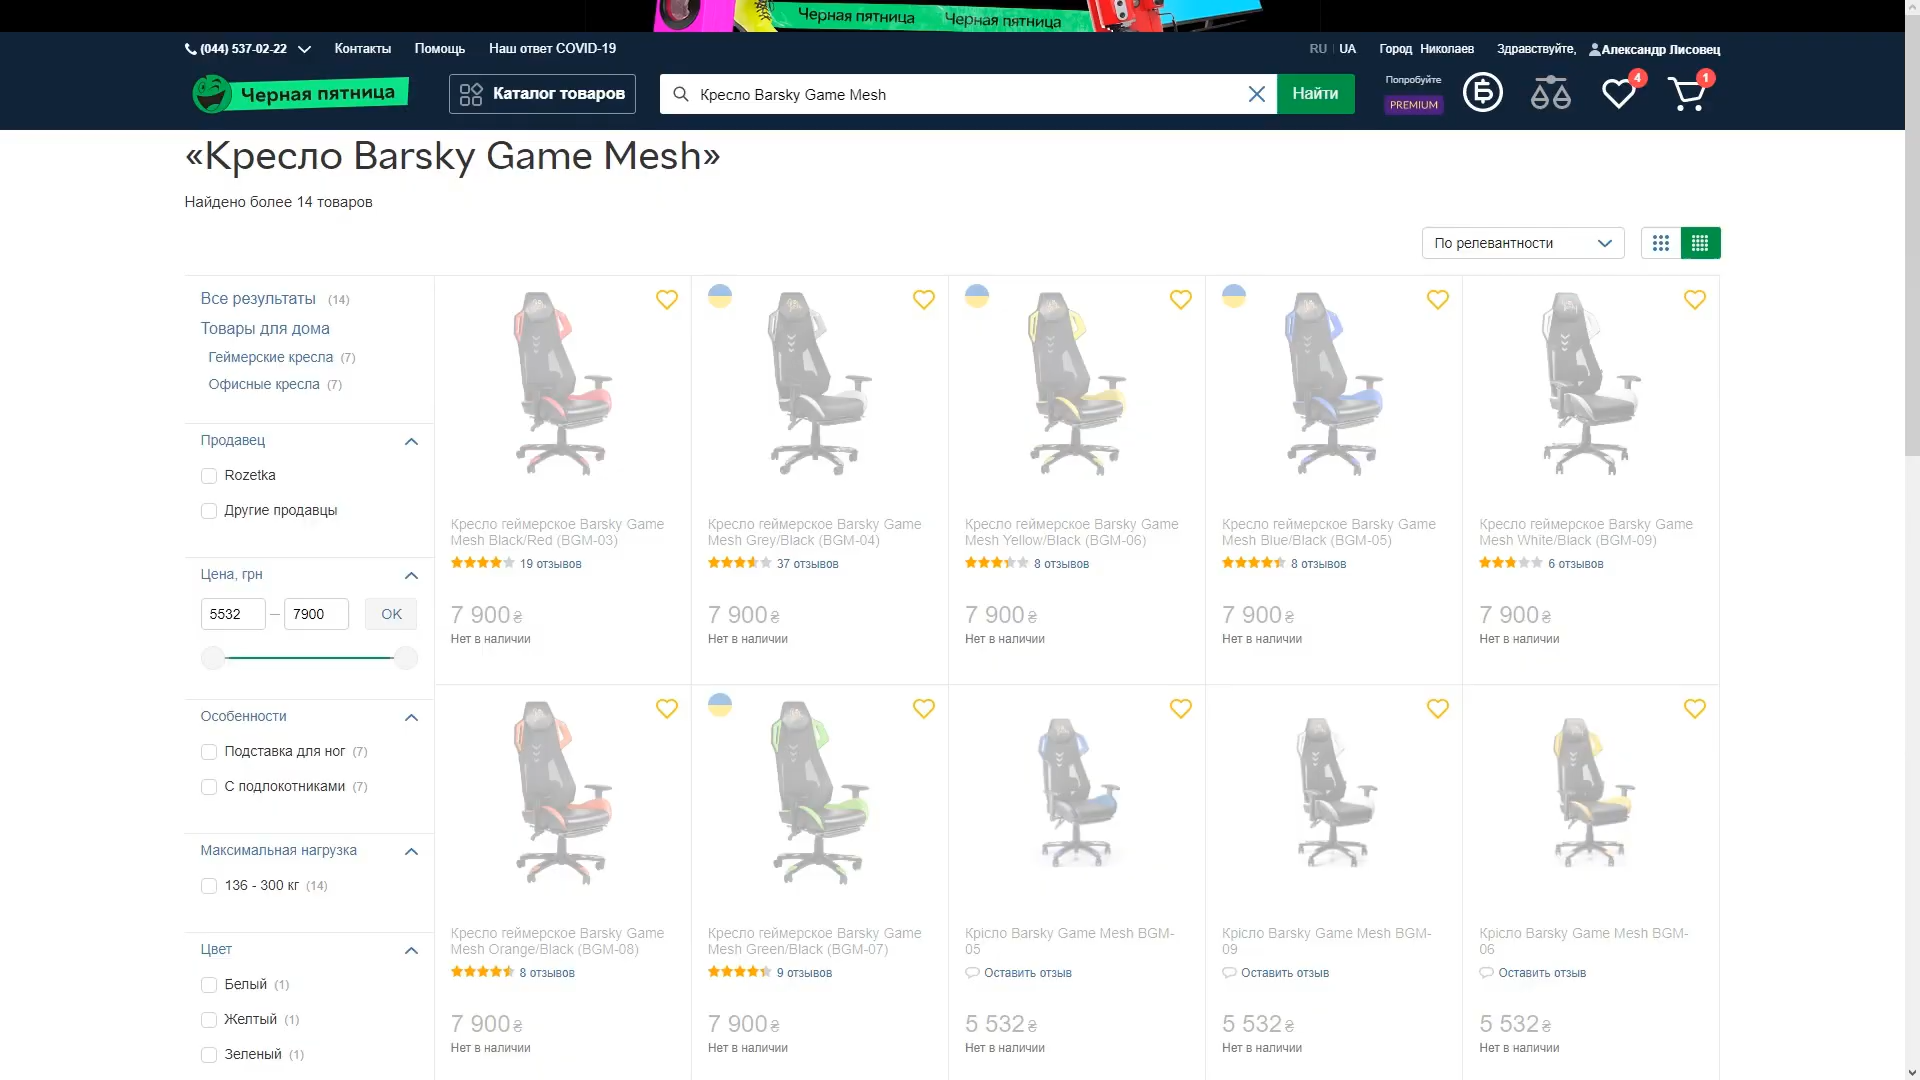 Черная пятница Черная пятница
(044) 537-02-22 Контакты Помощь Наш ответ COVID-19 RU UA Город Николаев Здравствуйте, Александр Лисовец
Черная пятница Каталог товаров Кресло Barsky Game Mesh Найти Попробуйте PREMIUM 4 1
«Кресло Barsky Game Mesh»
Найдено более 14 товаров
По релевантности
Все результаты (14)
Товары для дома
Геймерские кресла (7)
Офисные кресла (7)
Продавец
Rozetka
Другие продавцы
Цена, грн
5532 – 7900 OK
Особенности
Подставка для ног (7)
С подлокотниками (7)
Максимальная нагрузка
136 - 300 кг (14)
Цвет
Белый (1)
Желтый (1)
Зеленый (1)
Кресло геймерское Barsky Game
Mesh Black/Red (BGM-03)
19 отзывов
7 900 ₴
Нет в наличии
Кресло геймерское Barsky Game
Mesh Grey/Black (BGM-04)
37 отзывов
7 900 ₴
Нет в наличии
Кресло геймерское Barsky Game
Mesh Yellow/Black (BGM-06)
8 отзывов
7 900 ₴
Нет в наличии
Кресло геймерское Barsky Game
Mesh Blue/Black (BGM-05)
8 отзывов
7 900 ₴
Нет в наличии
Кресло геймерское Barsky Game
Mesh White/Black (BGM-09)
6 отзывов
7 900 ₴
Нет в наличии
Кресло геймерское Barsky Game
Mesh Orange/Black (BGM-08)
8 отзывов
7 900 ₴
Нет в наличии
Кресло геймерское Barsky Game
Mesh Green/Black (BGM-07)
9 отзывов
7 900 ₴
Нет в наличии
Крісло Barsky Game Mesh BGM-
05
Оставить отзыв
5 532 ₴
Нет в наличии
Крісло Barsky Game Mesh BGM-
09
Оставить отзыв
5 532 ₴
Нет в наличии
Крісло Barsky Game Mesh BGM-
06
Оставить отзыв
5 532 ₴
Нет в наличии